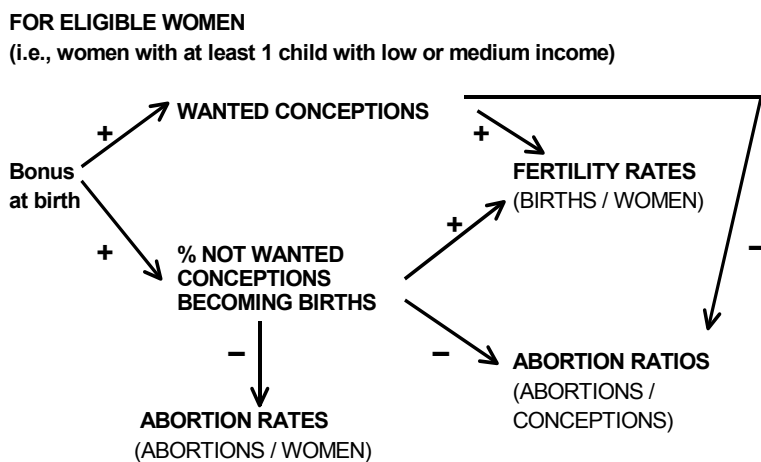 FOR ELIGIBLE WOMEN
(i.e., women with at least 1 child with low or medium income)
WANTED CONCEPTIONS
+
+
Bonus
at birth
FERTILITY RATES
(BIRTHS / WOMEN)
+
+
% NOT WANTED
CONCEPTIONS
BECOMING BIRTHS
–
–
–
ABORTION RATIOS
(ABORTIONS /
CONCEPTIONS)
ABORTION RATES
(ABORTIONS / WOMEN)